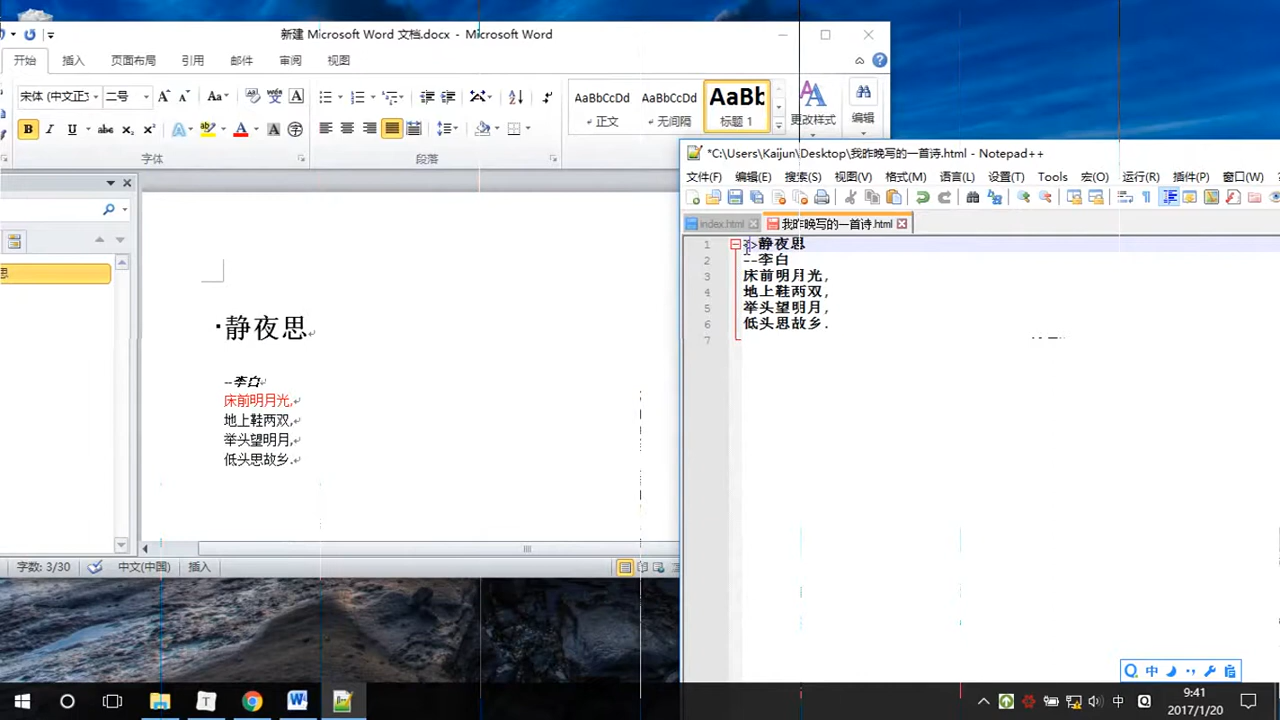 新建 Microsoft Word 文档.docx - Microsoft Word
开始 插入 页面布局 引用 邮件 审阅 视图
宋体 (中文正 二号
AaBbCcDd AaBbCcDd AaBb
正文 无间隔 标题 1
更改样式 编辑
字体 段落
静夜思
--李白
床前明月光,
地上鞋两双,
举头望明月,
低头思故乡.
思
字数: 3/30 中文(中国) 插入
*C:\Users\Kaijun\Desktop\我昨晚写的一首诗.html - Notepad++
文件(F) 编辑(E) 搜索(S) 视图(V) 格式(M) 语言(L) 设置(T) Tools 宏(O) 运行(R) 插件(P) 窗口(W)
index.html 我昨晚写的一首诗.html
1 <>静夜思
2 --李白
3 床前明月光,
4 地上鞋两双,
5 举头望明月,
6 低头思故乡.
7
中
中
9:41
2017/1/20